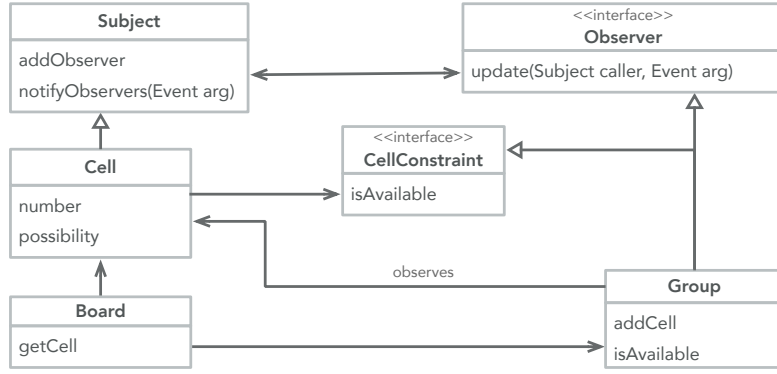 Subject
addObserver
notifyObservers(Event arg)
<<interface>>
Observer
update(Subject caller, Event arg)
Cell
number
possibility
<<interface>>
CellConstraint
isAvailable
observes
Board
getCell
Group
addCell
isAvailable